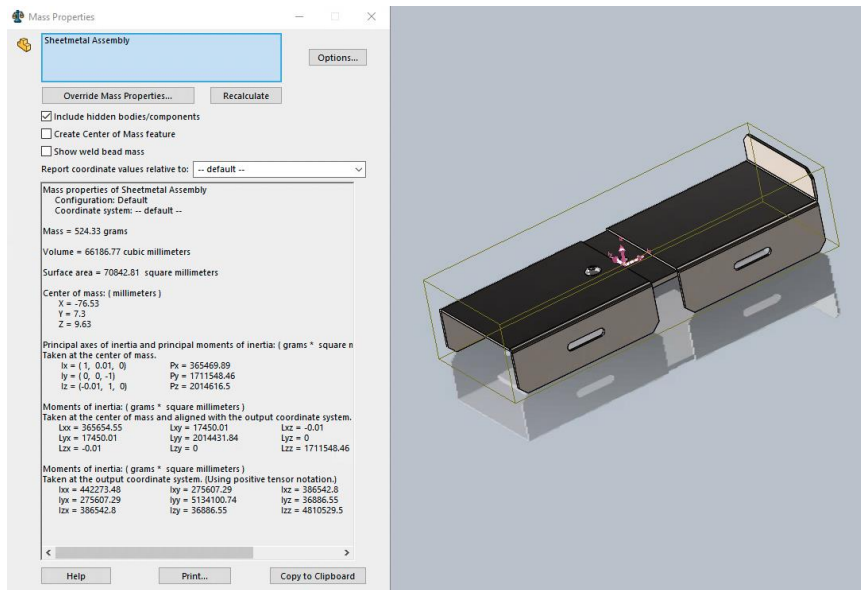 Mass Properties
Sheetmetal Assembly
Options...
Override Mass Properties... Recalculate
Include hidden bodies/components
Create Center of Mass feature
Show weld bead mass
Report coordinate values relative to: -- default --
Mass properties of Sheetmetal Assembly
Configuration: Default
Coordinate system: -- default --
Mass = 524.33 grams
Volume = 66186.77 cubic millimeters
Surface area = 70842.81 square millimeters
Center of mass: ( millimeters )
X = -76.53
Y = 7.3
Z = 9.63
Principal axes of inertia and principal moments of inertia: ( grams * square n
Taken at the center of mass.
Ix = ( 1, 0.01, 0) Px = 365469.89
Iy = ( 0, 0, -1) Py = 1711548.46
Iz = (-0.01, 1, 0) Pz = 2014616.5
Moments of inertia: ( grams * square millimeters )
Taken at the center of mass and aligned with the output coordinate system.
Lxx = 365654.55 Lxy = 17450.01 Lxz = -0.01
Lyx = 17450.01 Lyy = 2014431.84 Lyz = 0
Lzx = -0.01 Lzy = 0 Lzz = 1711548.46
Moments of inertia: ( grams * square millimeters )
Taken at the output coordinate system. (Using positive tensor notation.)
Ixx = 442273.48 Ixy = 275607.29 Ixz = 386542.8
Iyx = 275607.29 Iyy = 5134100.74 Iyz = 36886.55
Izx = 386542.8 Izy = 36886.55 Izz = 4810529.5
Help Print... Copy to Clipboard